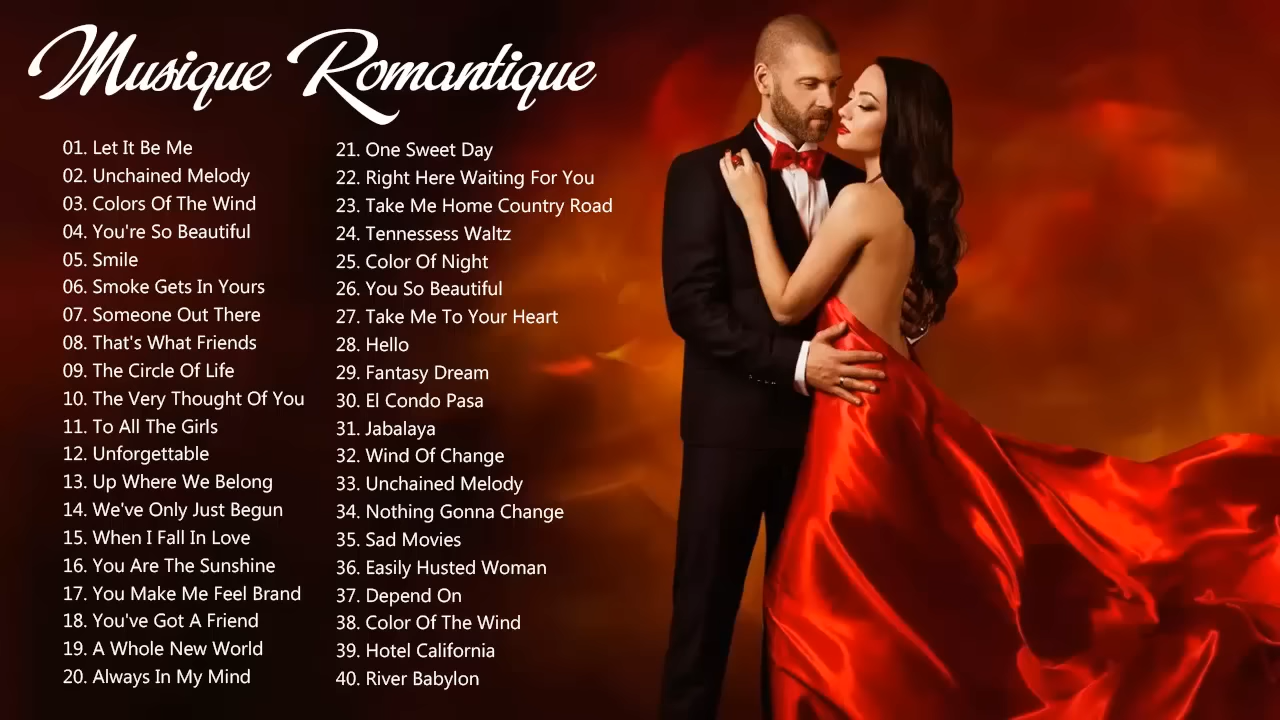 Musique Romantique
01. Let It Be Me
02. Unchained Melody
03. Colors Of The Wind
04. You're So Beautiful
05. Smile
06. Smoke Gets In Yours
07. Someone Out There
08. That's What Friends
09. The Circle Of Life
10. The Very Thought Of You
11. To All The Girls
12. Unforgettable
13. Up Where We Belong
14. We've Only Just Begun
15. When I Fall In Love
16. You Are The Sunshine
17. You Make Me Feel Brand
18. You've Got A Friend
19. A Whole New World
20. Always In My Mind
21. One Sweet Day
22. Right Here Waiting For You
23. Take Me Home Country Road
24. Tennessess Waltz
25. Color Of Night
26. You So Beautiful
27. Take Me To Your Heart
28. Hello
29. Fantasy Dream
30. El Condo Pasa
31. Jabalaya
32. Wind Of Change
33. Unchained Melody
34. Nothing Gonna Change
35. Sad Movies
36. Easily Husted Woman
37. Depend On
38. Color Of The Wind
39. Hotel California
40. River Babylon